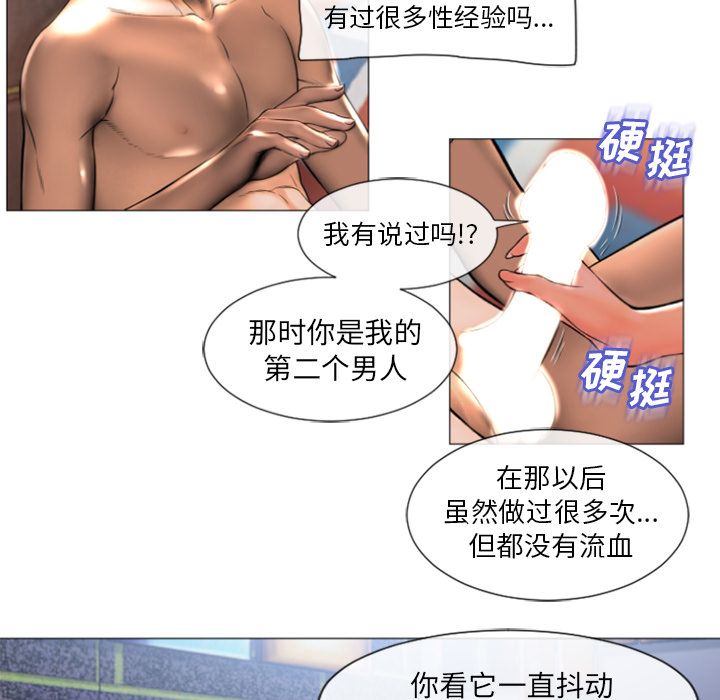 有过很多性经验吗...
硬挺
我有说过吗!?
那时你是我的
第二个男人
硬挺
在那以后
虽然做过很多次...
但都没有流血
你看它一直抖动